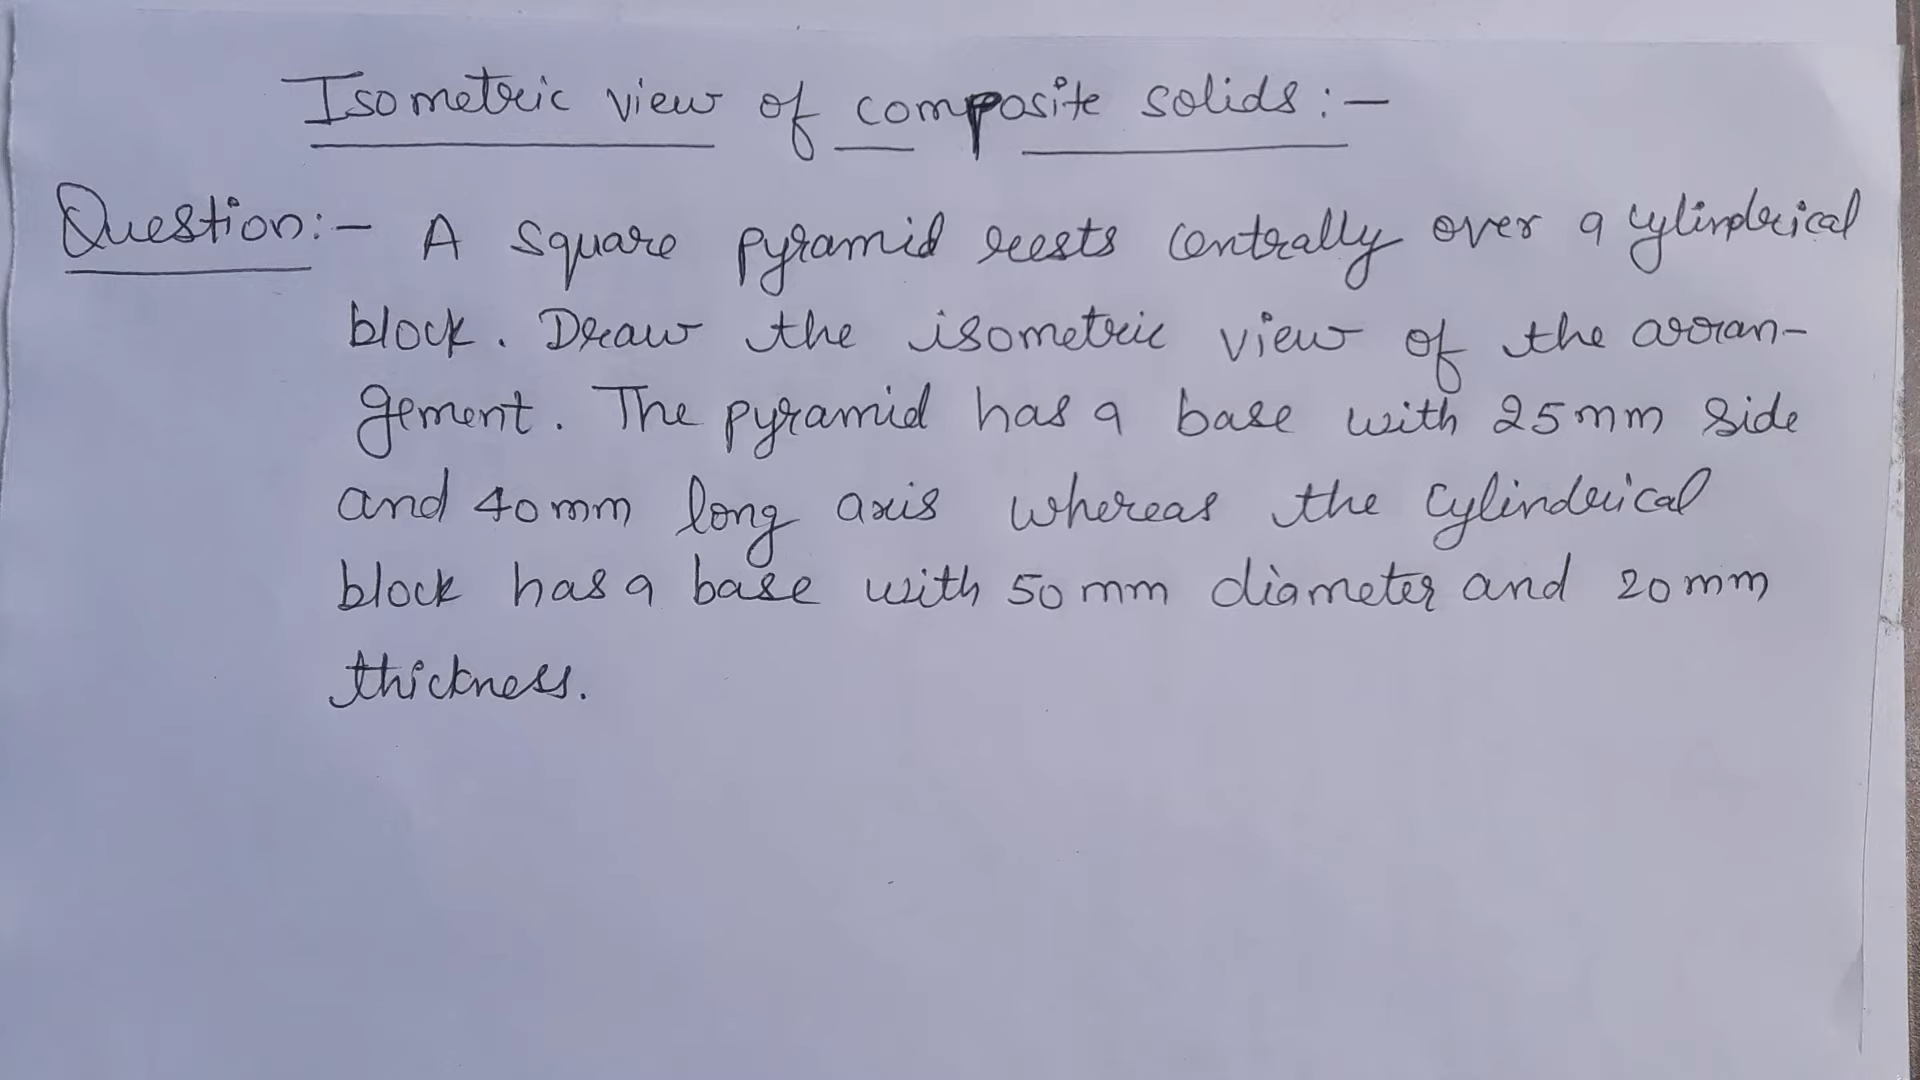 Isometric view of composite solids:-
Question:- A square pyramid rests centrally over a cylindrical
block. Draw the isometric view of the arran-
gement. The pyramid has a base with 25mm side
and 40mm long axis whereas the cylindrical
block has a base with 50mm diameter and 20mm
thickness.